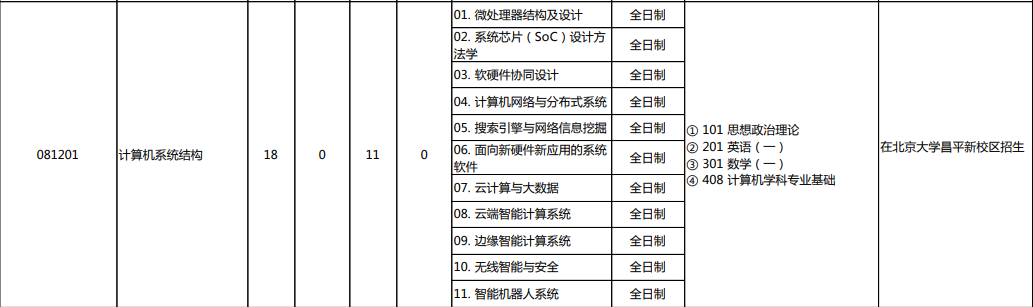 081201
计算机系统结构
18
0
11
0
01. 微处理器结构及设计
全日制
02. 系统芯片（SoC）设计方
法学
全日制
03. 软硬件协同设计
全日制
04. 计算机网络与分布式系统
全日制
05. 搜索引擎与网络信息挖掘
全日制
06. 面向新硬件新应用的系统
软件
全日制
07. 云计算与大数据
全日制
08. 云端智能计算系统
全日制
09. 边缘智能计算系统
全日制
10. 无线智能与安全
全日制
11. 智能机器人系统
全日制
① 101 思想政治理论
② 201 英语（一）
③ 301 数学（一）
④ 408 计算机学科专业基础
在北京大学昌平新校区招生